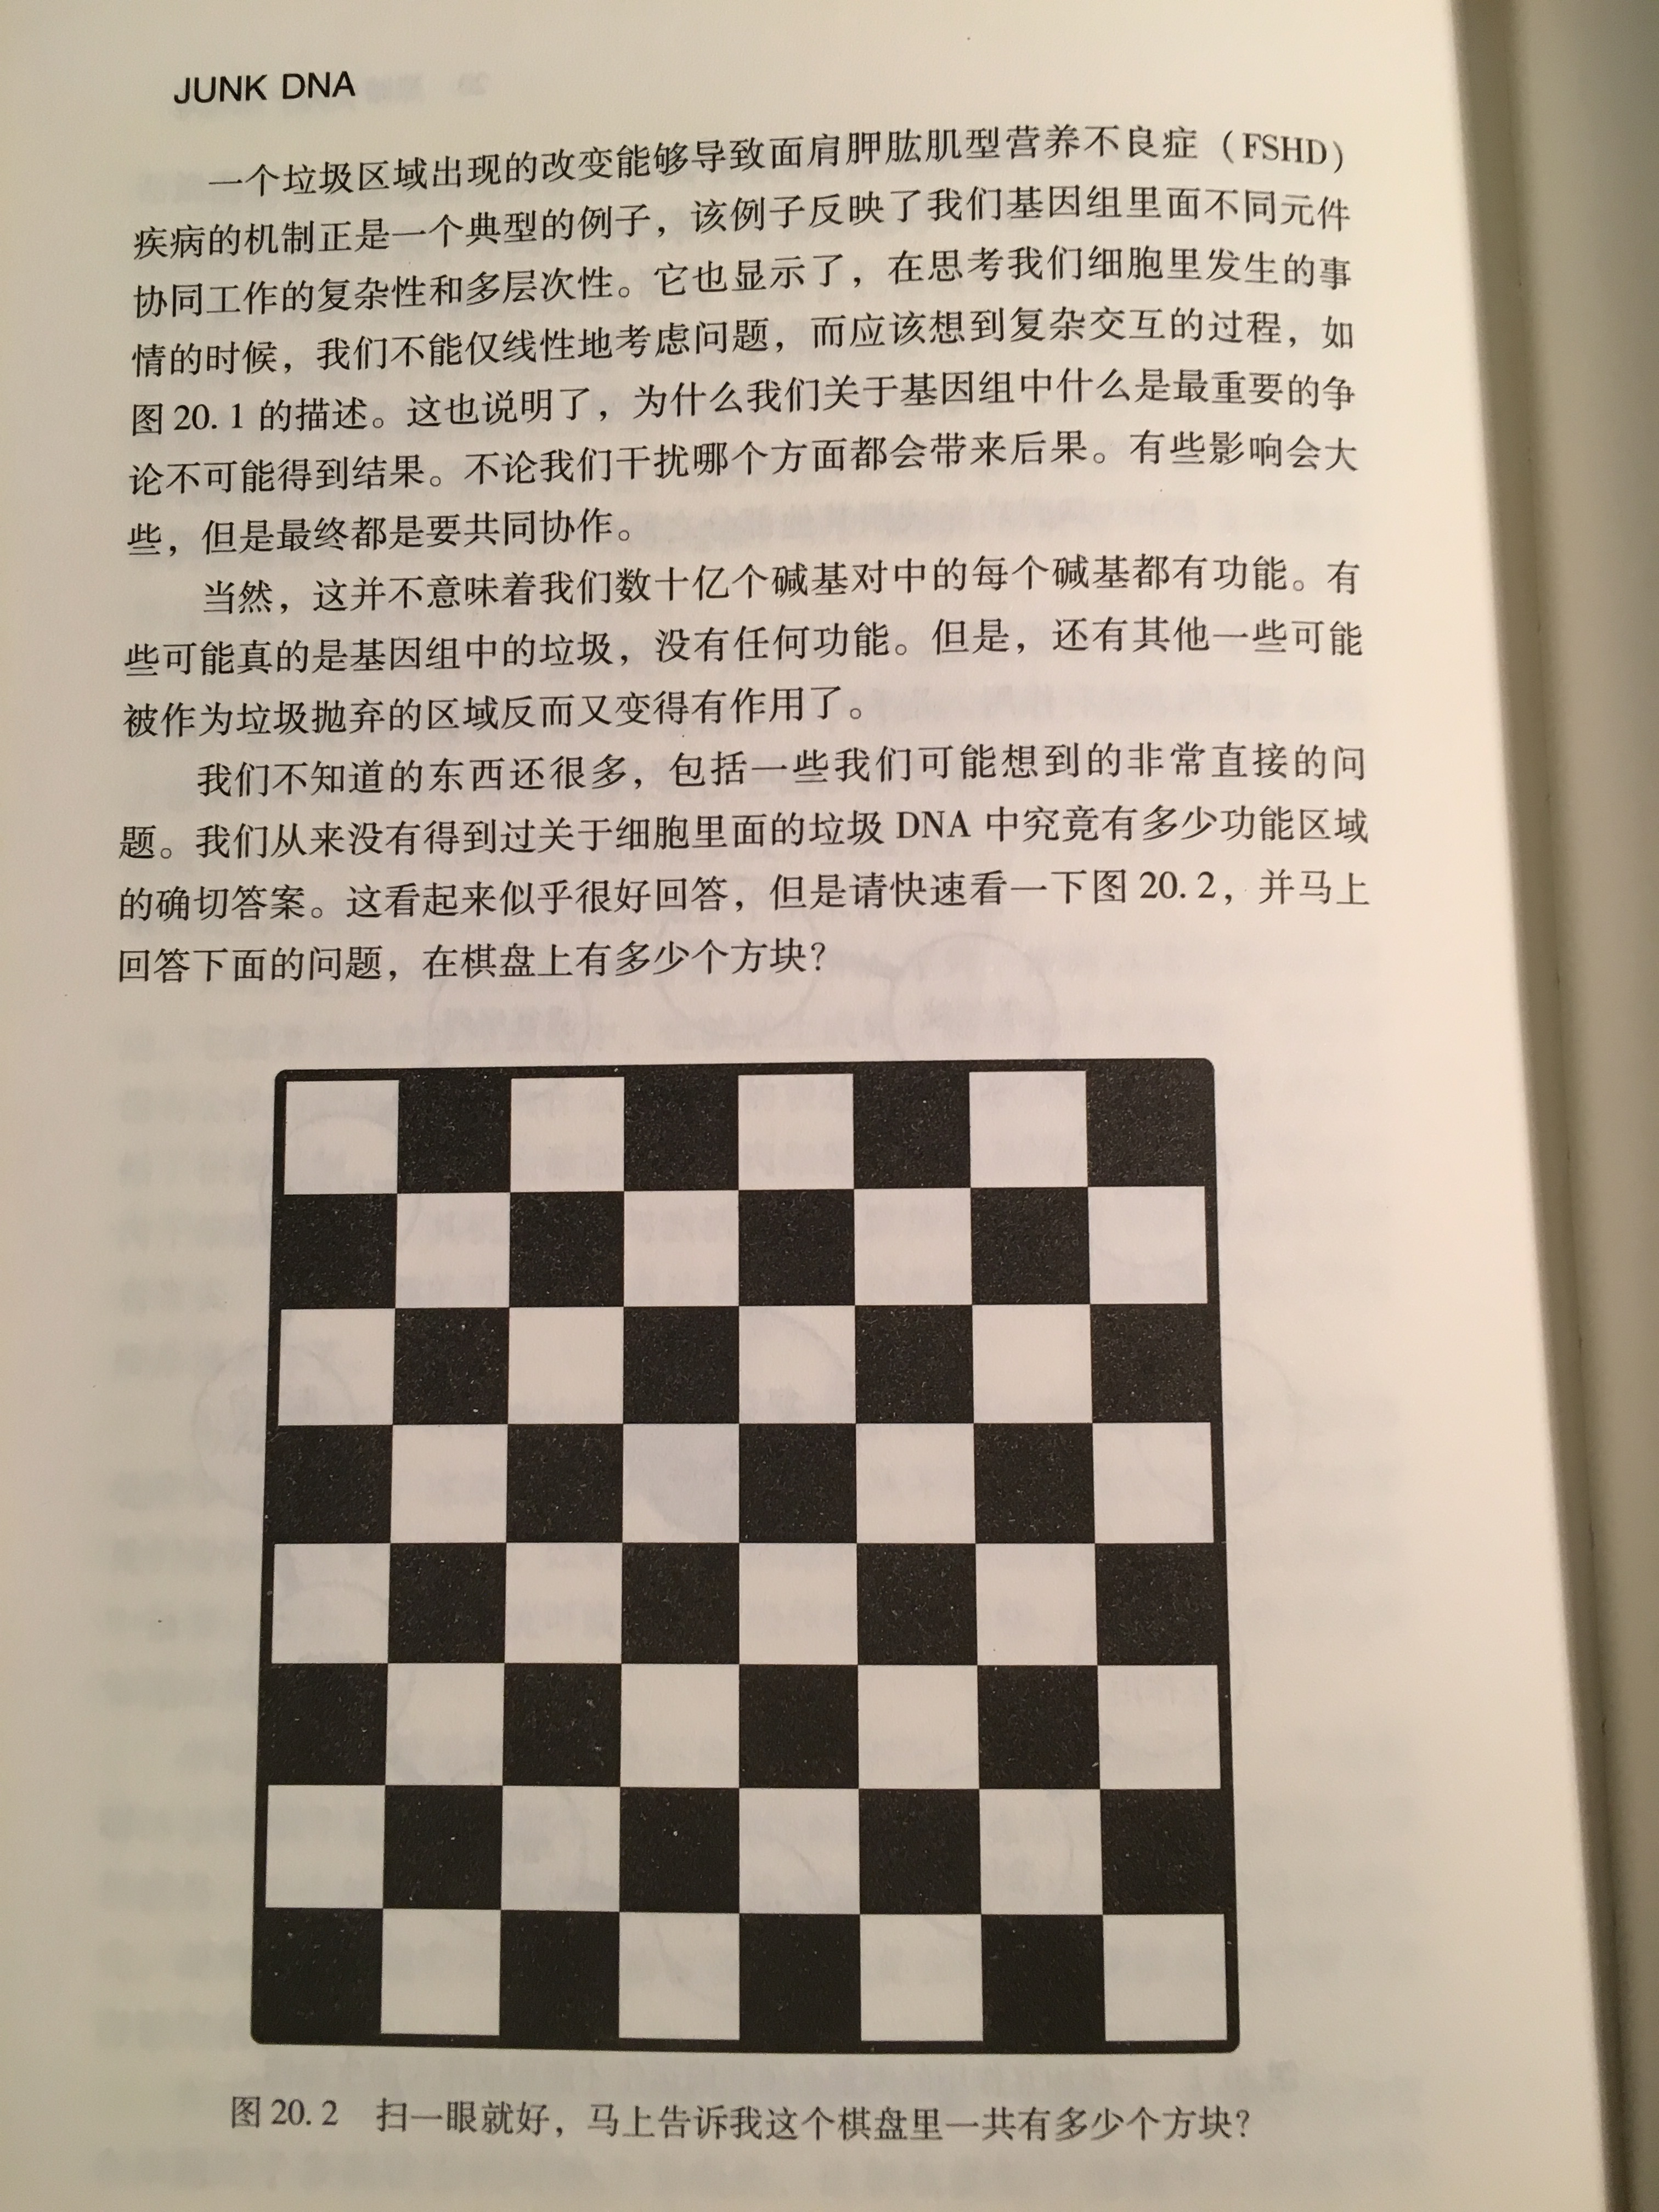 JUNK DNA
一个垃圾区域出现的改变能够导致面肩胛肱肌型营养不良症（FSHD）
疾病的机制正是一个典型的例子，该例子反映了我们基因组里面不同元件
协同工作的复杂性和多层次性。它也显示了，在思考我们细胞里发生的事
情的时候，我们不能仅线性地考虑问题，而应该想到复杂交互的过程，如
图 20. 1 的描述。这也说明了，为什么我们关于基因组中什么是最重要的争
论不可能得到结果。不论我们干扰哪个方面都会带来后果。有些影响会大
些，但是最终都是要共同协作。
当然，这并不意味着我们数十亿个碱基对中的每个碱基都有功能。有
些可能真的是基因组中的垃圾，没有任何功能。但是，还有其他一些可能
被作为垃圾抛弃的区域反而又变得有作用了。
我们不知道的东西还很多，包括一些我们可能想到的非常直接的问
题。我们从来没有得到过关于细胞里面的垃圾 DNA 中究竟有多少功能区域
的确切答案。这看起来似乎很好回答，但是请快速看一下图 20. 2，并马上
回答下面的问题，在棋盘上有多少个方块？
图 20. 2 扫一眼就好，马上告诉我这个棋盘里一共有多少个方块？